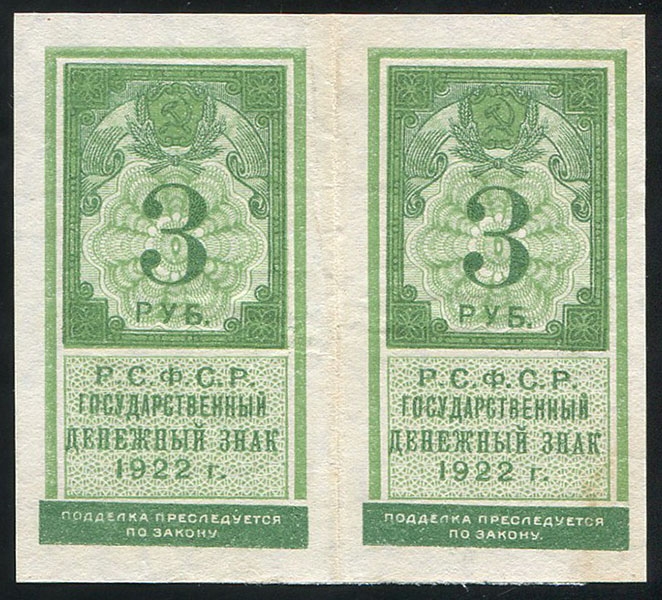 3
РУБ.
Р.С.Ф.С.Р.
ГОСУДАРСТВЕННЫЙ
ДЕНЕЖНЫЙ ЗНАК
1922 г.
ПОДДЕЛКА ПРЕСЛЕДУЕТСЯ
ПО ЗАКОНУ
3
РУБ.
Р.С.Ф.С.Р.
ГОСУДАРСТВЕННЫЙ
ДЕНЕЖНЫЙ ЗНАК
1922 г.
ПОДДЕЛКА ПРЕСЛЕДУЕТСЯ
ПО ЗАКОНУ.